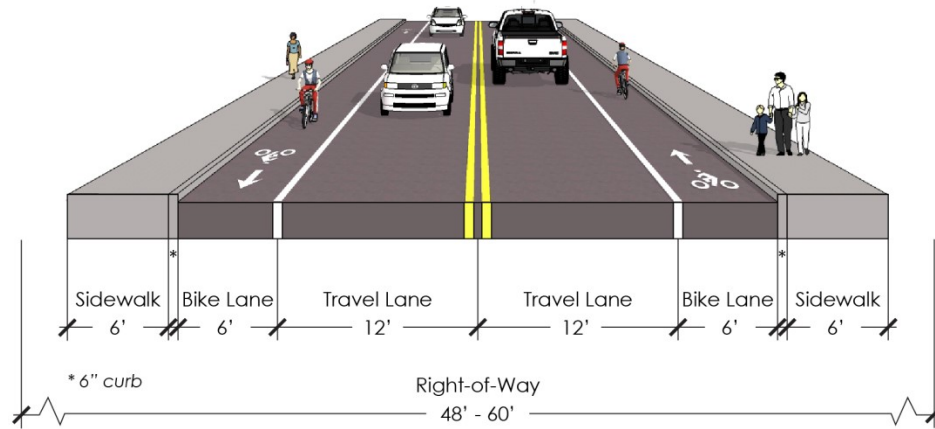 * *
Sidewalk Bike Lane Travel Lane Travel Lane Bike Lane Sidewalk
6’ 6’ 12’ 12’ 6’ 6’
* 6” curb
Right-of-Way
48’ - 60’